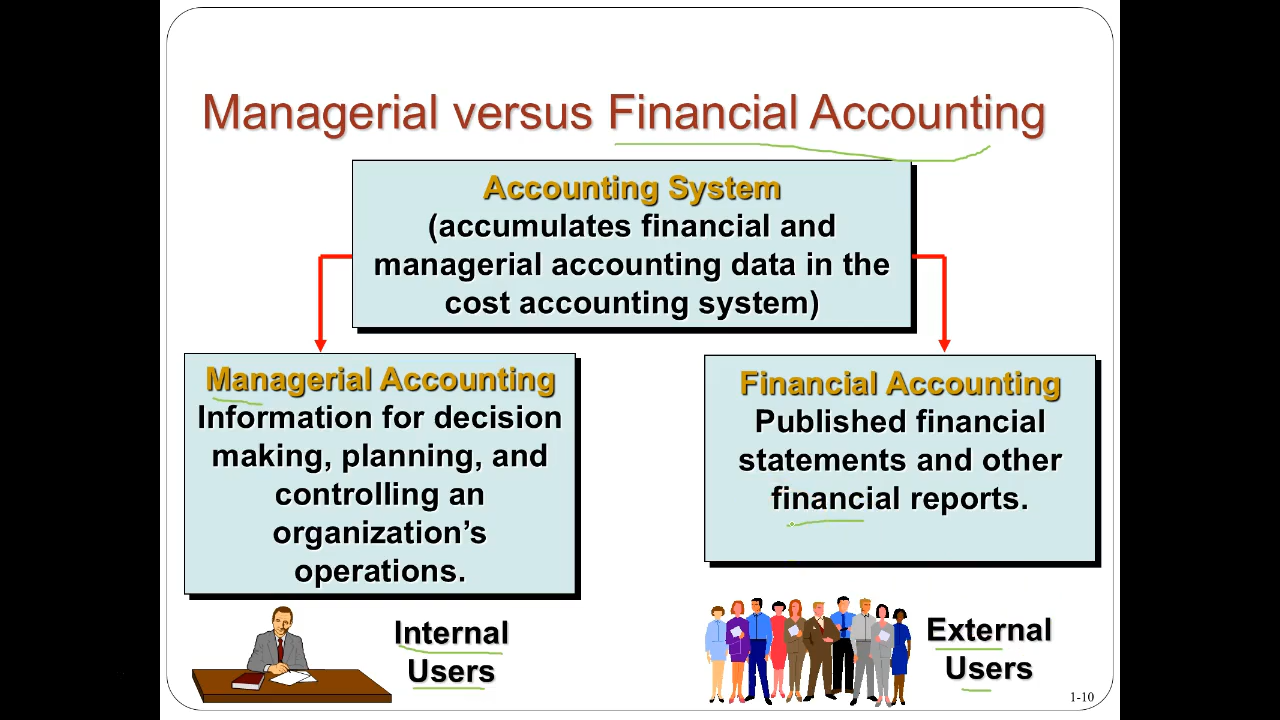 Managerial versus Financial Accounting
Accounting System
(accumulates financial and
managerial accounting data in the
cost accounting system)
Managerial Accounting
Information for decision
making, planning, and
controlling an
organization’s
operations.
Financial Accounting
Published financial
statements and other
financial reports.
Internal
Users
External
Users
1-10